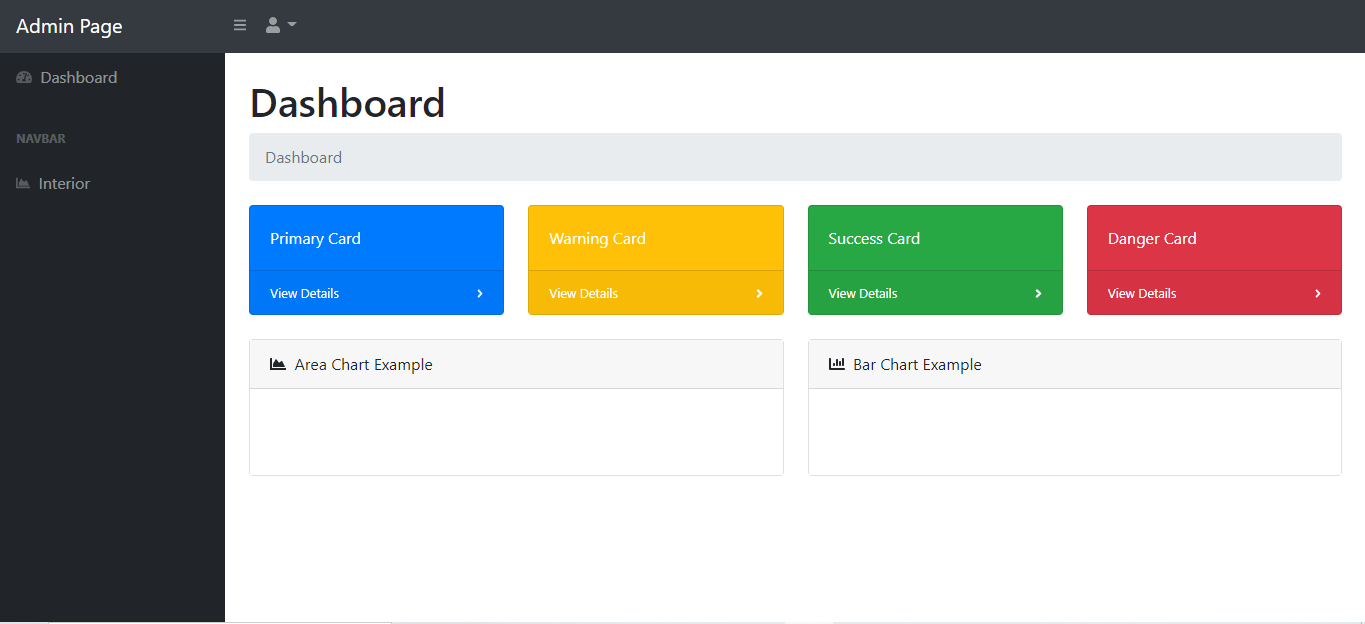 Admin Page
Dashboard
NAVBAR
Interior
Dashboard
Dashboard
Primary Card
View Details
Warning Card
View Details
Success Card
View Details
Danger Card
View Details
Area Chart Example
Bar Chart Example